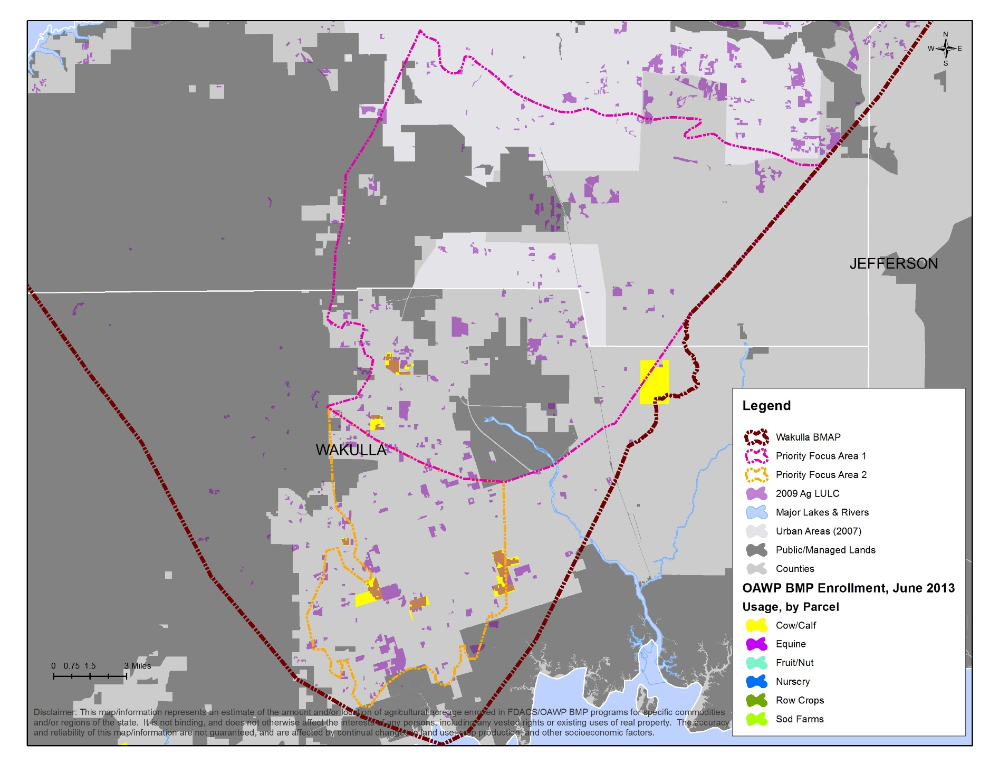 N
W E
S
JEFFERSON
WAKULLA
Legend
Wakulla BMAP
Priority Focus Area 1
Priority Focus Area 2
2009 Ag LULC
Major Lakes & Rivers
Urban Areas (2007)
Public/Managed Lands
Counties
OAWP BMP Enrollment, June 2013
Usage, by Parcel
Cow/Calf
Equine
Fruit/Nut
Nursery
Row Crops
Sod Farms
0 0.75 1.5 3 Miles
Disclaimer: This map/information represents an estimate of the amount and/or location of agricultural acreage enrolled in FDACS/OAWP BMP programs for specific commodities
and/or regions of the state. It is not binding, and does not otherwise affect the interests of any persons, including any vested rights or existing uses of real property. The accuracy
and reliability of this map/information are not guaranteed, and are affected by continual changes in land use, crop production, and other socioeconomic factors.